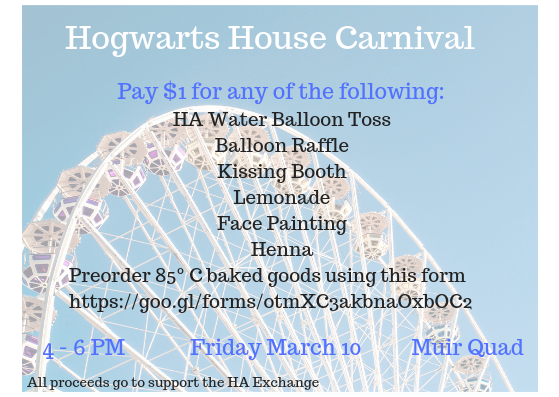 Hogwarts House Carnival
Pay $1 for any of the following:
HA Water Balloon Toss
Balloon Raffle
Kissing Booth
Lemonade
Face Painting
Henna
Preorder 85° C baked goods using this form
https://goo.gl/forms/otmXC3akbnaOxbOC2
4 - 6 PM Friday March 10 Muir Quad
All proceeds go to support the HA Exchange